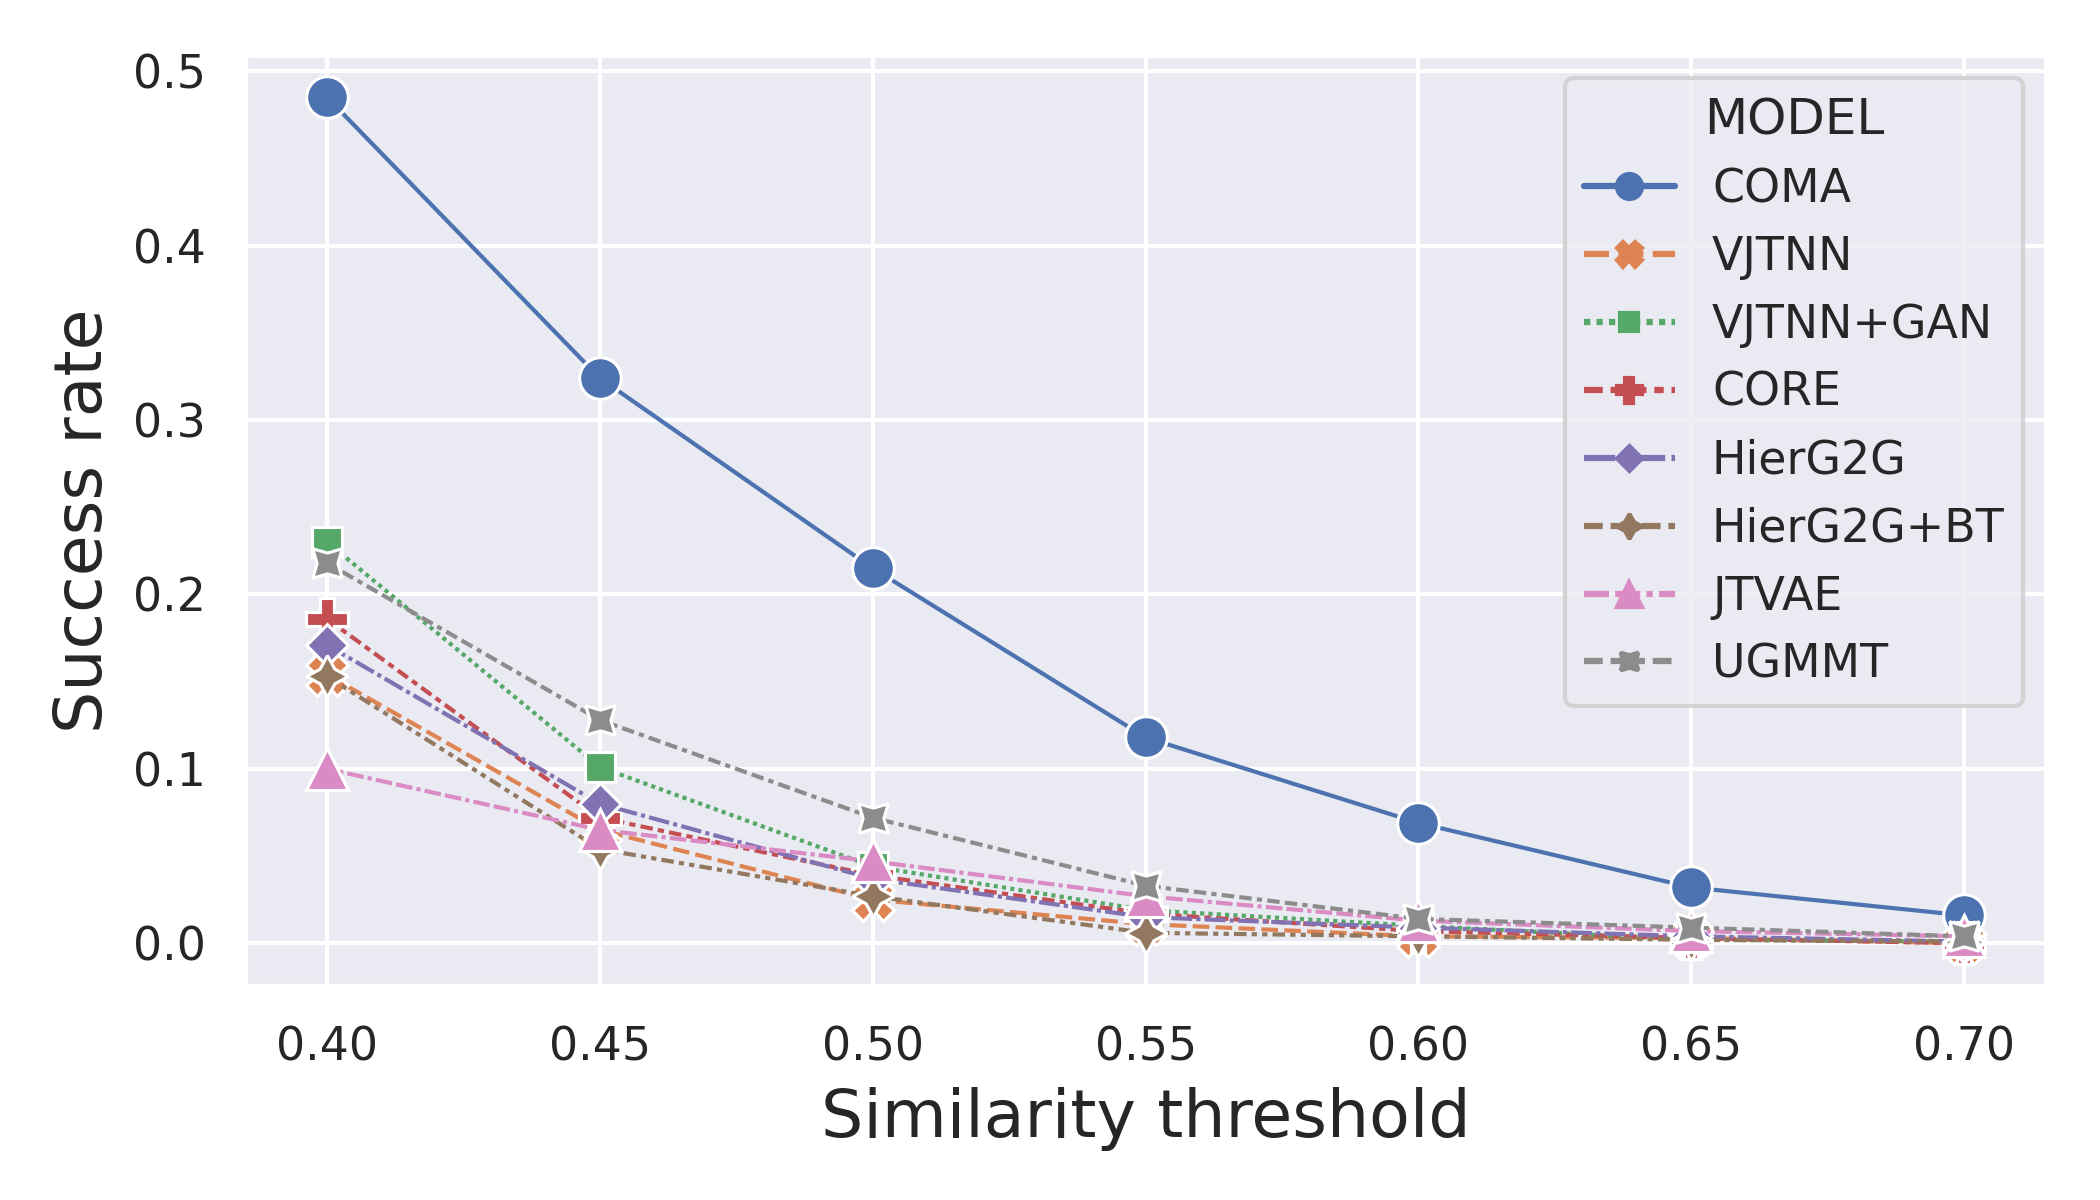 0.5
0.4
0.3
0.2
0.1
0.0
Success rate
0.40 0.45 0.50 0.55 0.60 0.65 0.70
Similarity threshold
MODEL
COMA
VJTNN
VJTNN+GAN
CORE
HierG2G
HierG2G+BT
JTVAE
UGMMT